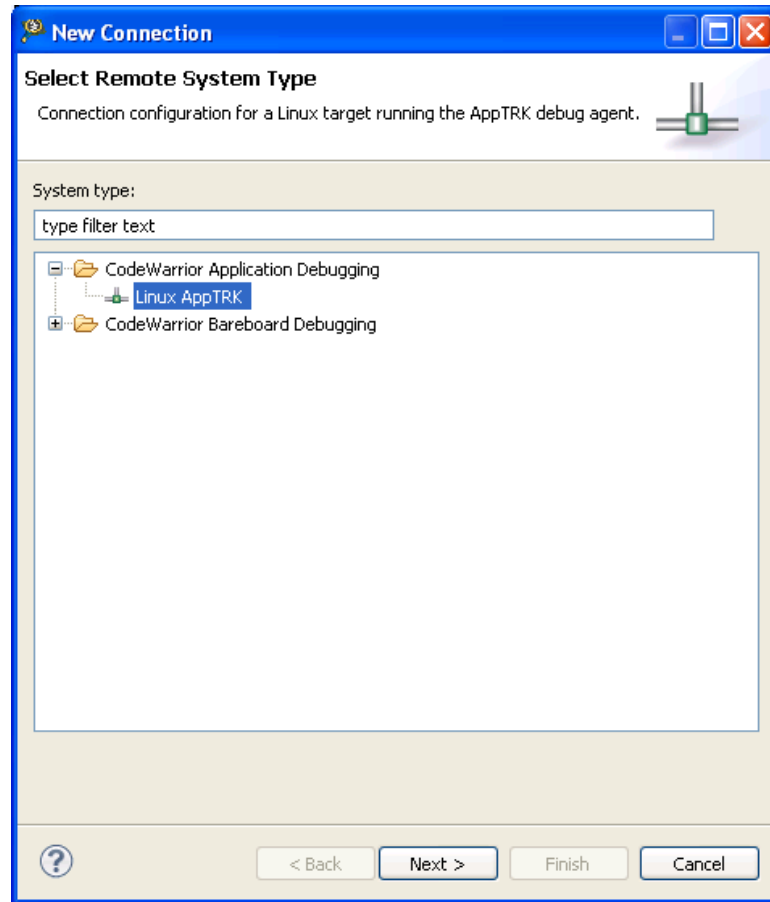 New Connection
Select Remote System Type
Connection configuration for a Linux target running the AppTRK debug agent.
System type:
type filter text
CodeWarrior Application Debugging
Linux AppTRK
CodeWarrior Bareboard Debugging
? < Back Next > Finish Cancel